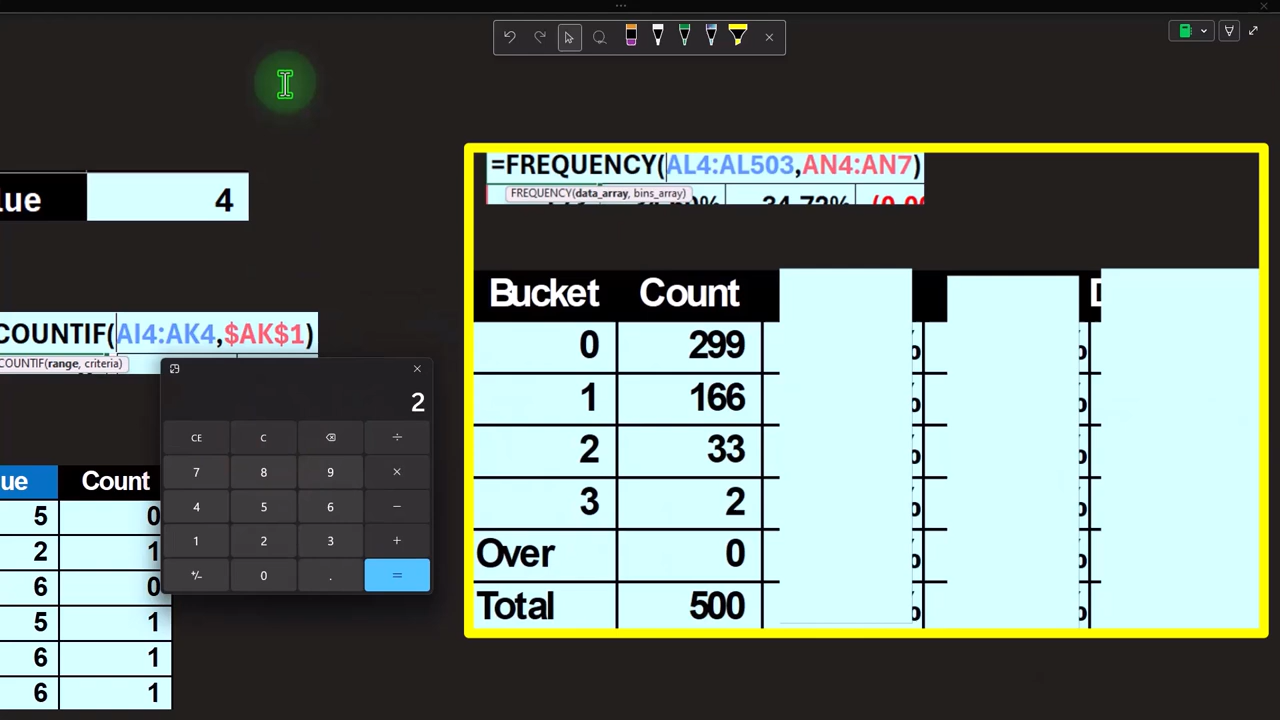 =FREQUENCY(AL4:AL503,AN4:AN7)
FREQUENCY(data_array, bins_array)
lue 4
COUNTIF(AI4:AK4,$AK$1)
COUNTIF(range, criteria)
2
CE C ÷
7 8 9 ×
4 5 6 −
1 2 3 +
+/- 0 . =
ue Count
5 0
2 1
6 0
5 1
6 1
6 1
Bucket Count
0 299
1 166
2 33
3 2
Over 0
Total 500